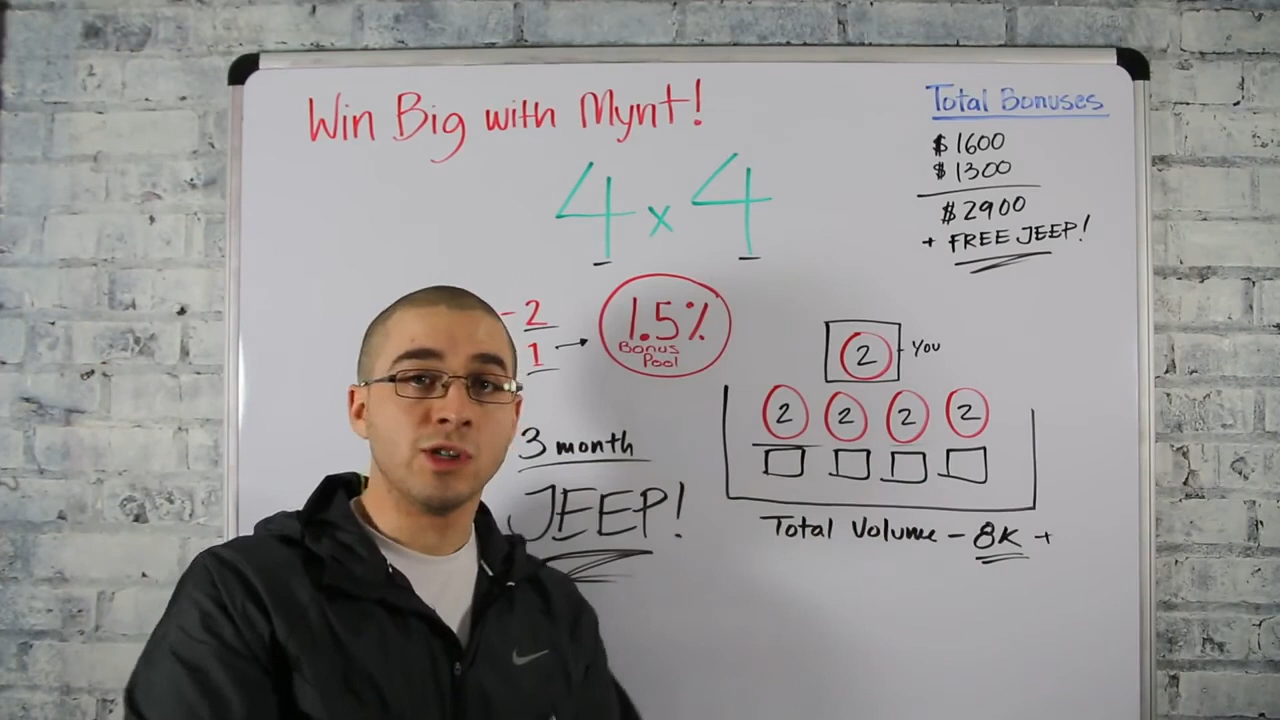 Win Big with Mynt!
4 x 4
Total Bonuses
$1600
$1300
$2900
+ FREE JEEP!
- 2
1 →
1.5%
Bonus
Pool
3 month
JEEP!
2 - You
2 2 2 2
Total Volume - 8K +